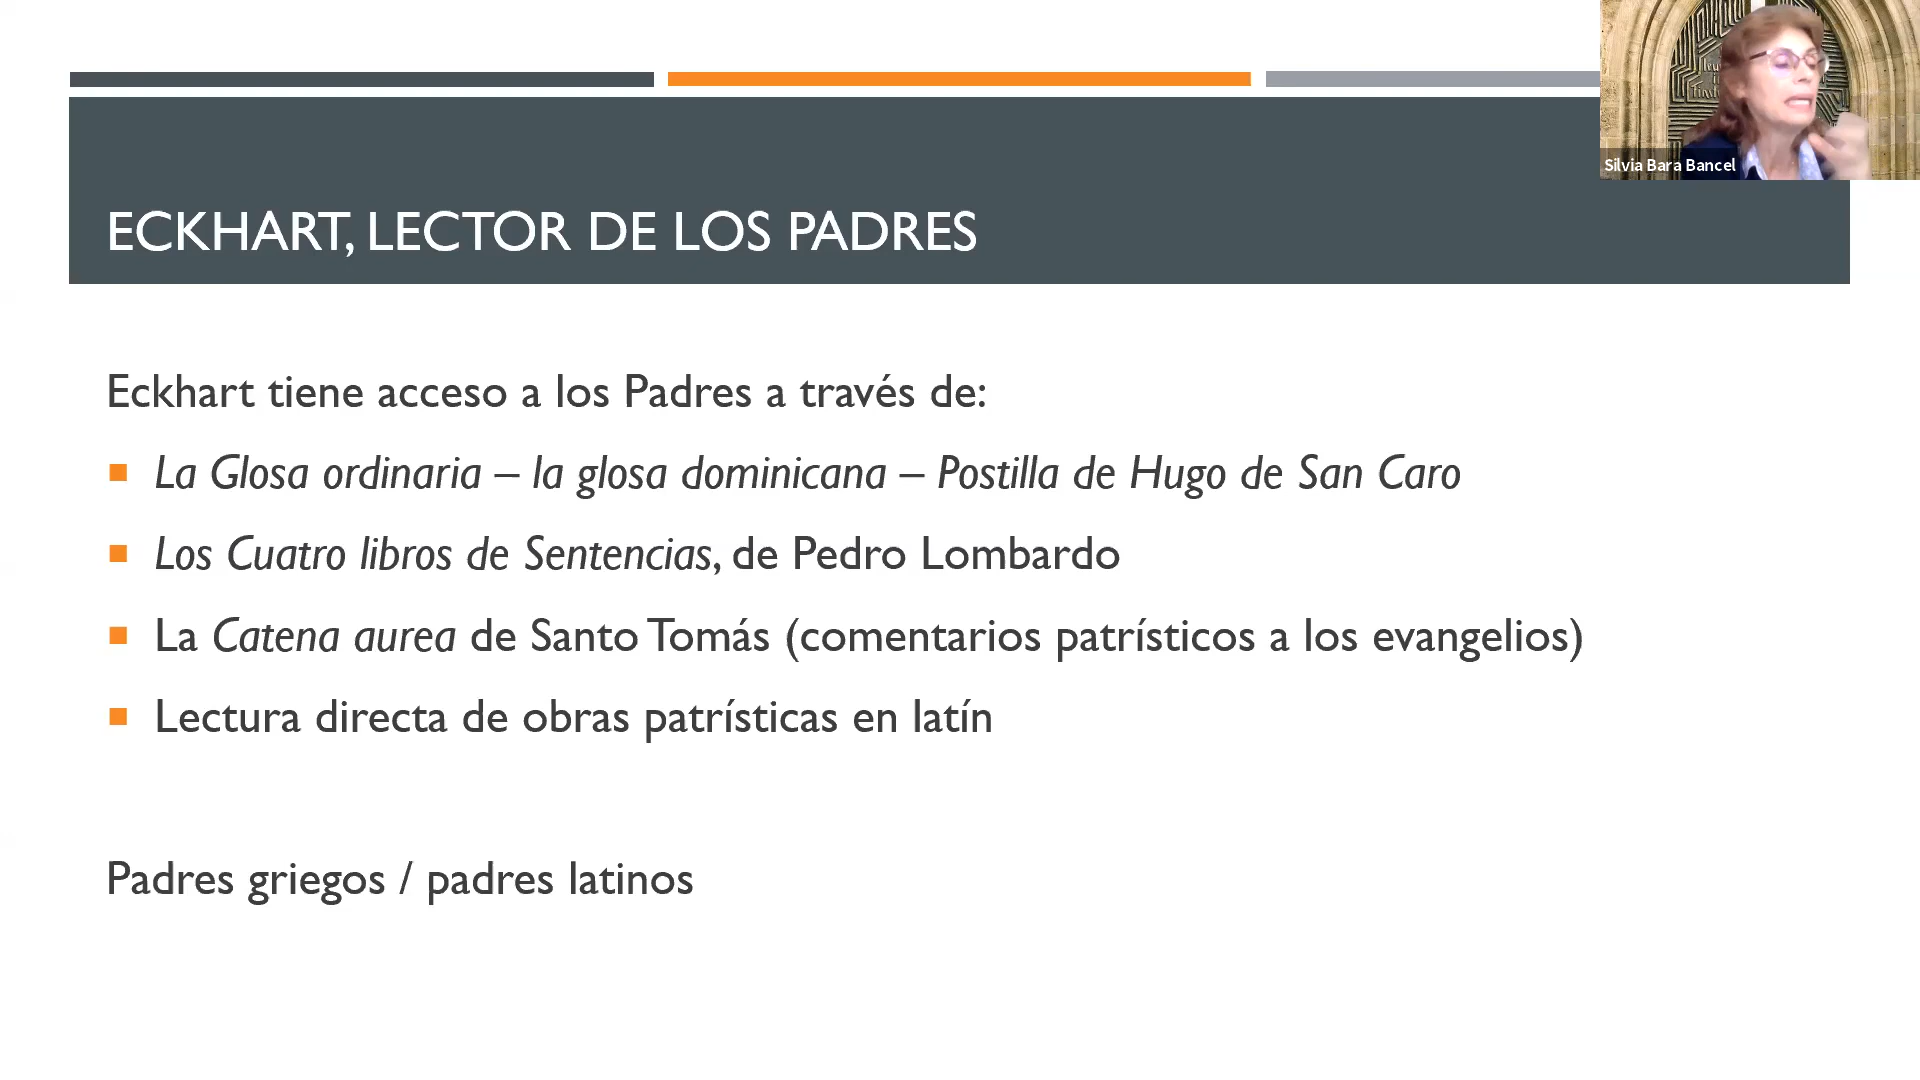 Silvia Bara Bancel
ECKHART, LECTOR DE LOS PADRES
Eckhart tiene acceso a los Padres a través de:
La Glosa ordinaria – la glosa dominicana – Postilla de Hugo de San Caro
Los Cuatro libros de Sentencias, de Pedro Lombardo
La Catena aurea de Santo Tomás (comentarios patrísticos a los evangelios)
Lectura directa de obras patrísticas en latín
Padres griegos / padres latinos